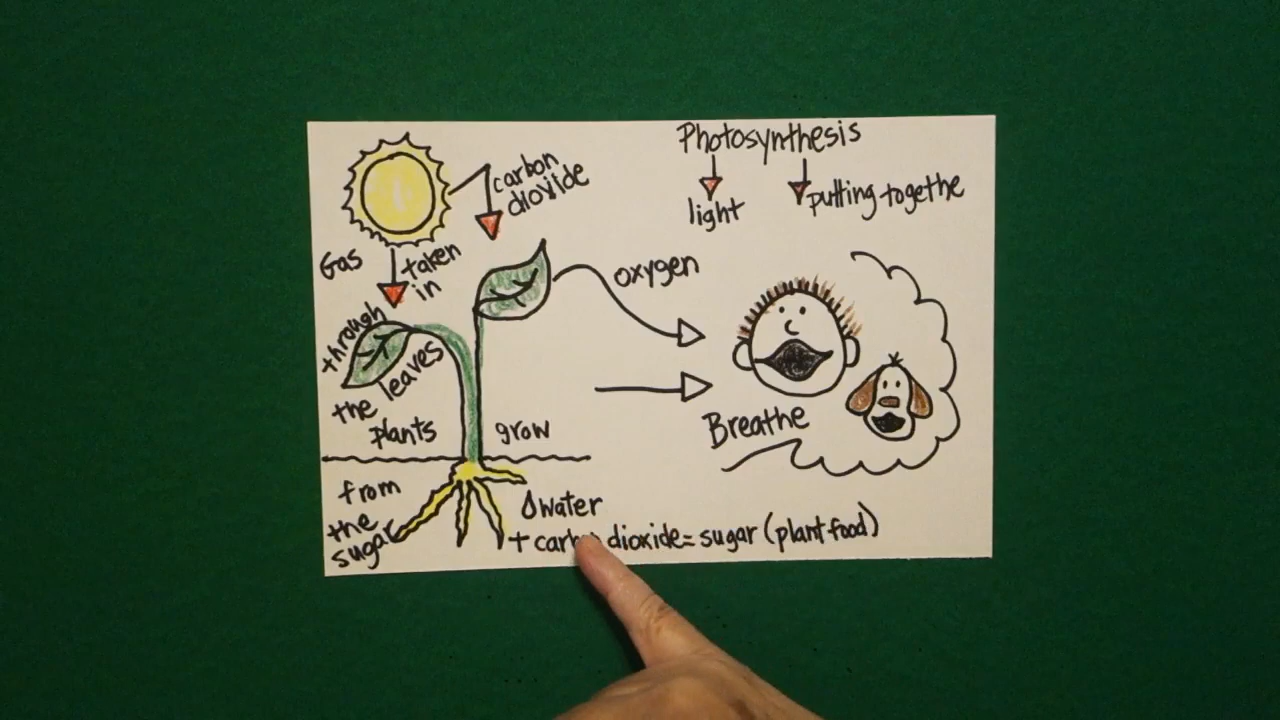 Photosynthesis
light
putting togethe
carbon
dioxide
Gas
taken
in
through
the leaves
plants
grow
from
the
sugar
oxygen
Breathe
water
+ carbo dioxide = sugar (plant food)